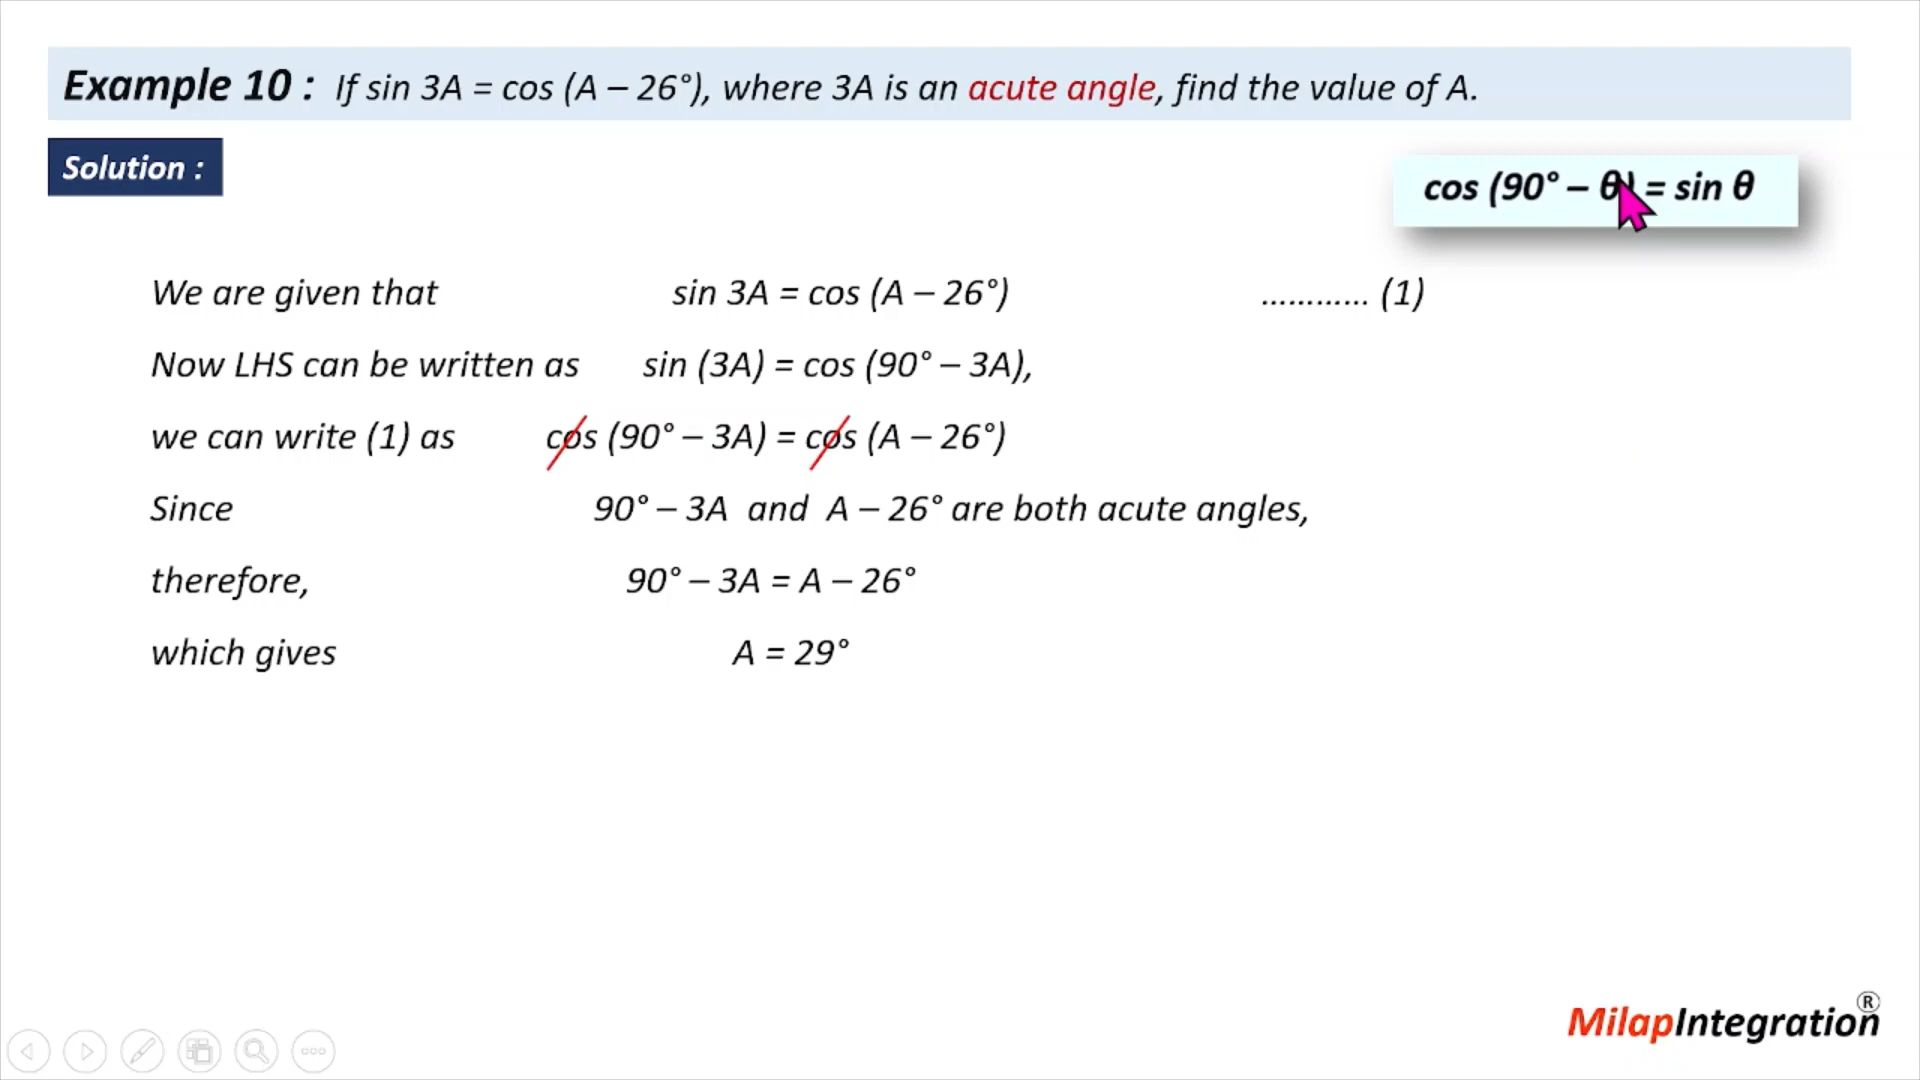 Example 10 : If sin 3A = cos (A – 26°), where 3A is an acute angle, find the value of A.
Solution :
cos (90° – θ) = sin θ
We are given that sin 3A = cos (A – 26°) ............ (1)
Now LHS can be written as sin (3A) = cos (90° – 3A),
we can write (1) as cos (90° – 3A) = cos (A – 26°)
Since 90° – 3A and A – 26° are both acute angles,
therefore, 90° – 3A = A – 26°
which gives A = 29°
MilapIntegration®